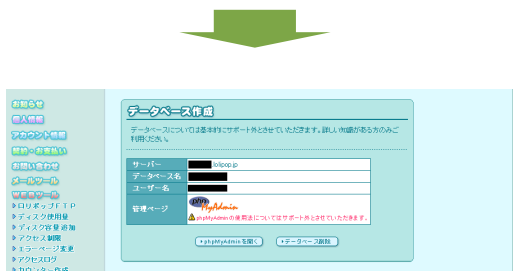 お知らせ
個人情報
アカウント情報
契約・お支払い
お問い合わせ
メールツール
WEBツール
ロリポップFTP
ディスク使用量
ディスク容量追加
アクセス制限
エラーページ変更
アクセスログ
カウンター作成
データベース作成
データベースについては基本的にサポート外とさせていただきます。詳しい知識がある方のみご
利用ください。
サーバー .lolipop.jp
データベース名
ユーザー名
管理ページ
php
MyAdmin
phpMyAdminの使用法についてはサポート外とさせていただきます。
phpMyAdminを開く データベース削除